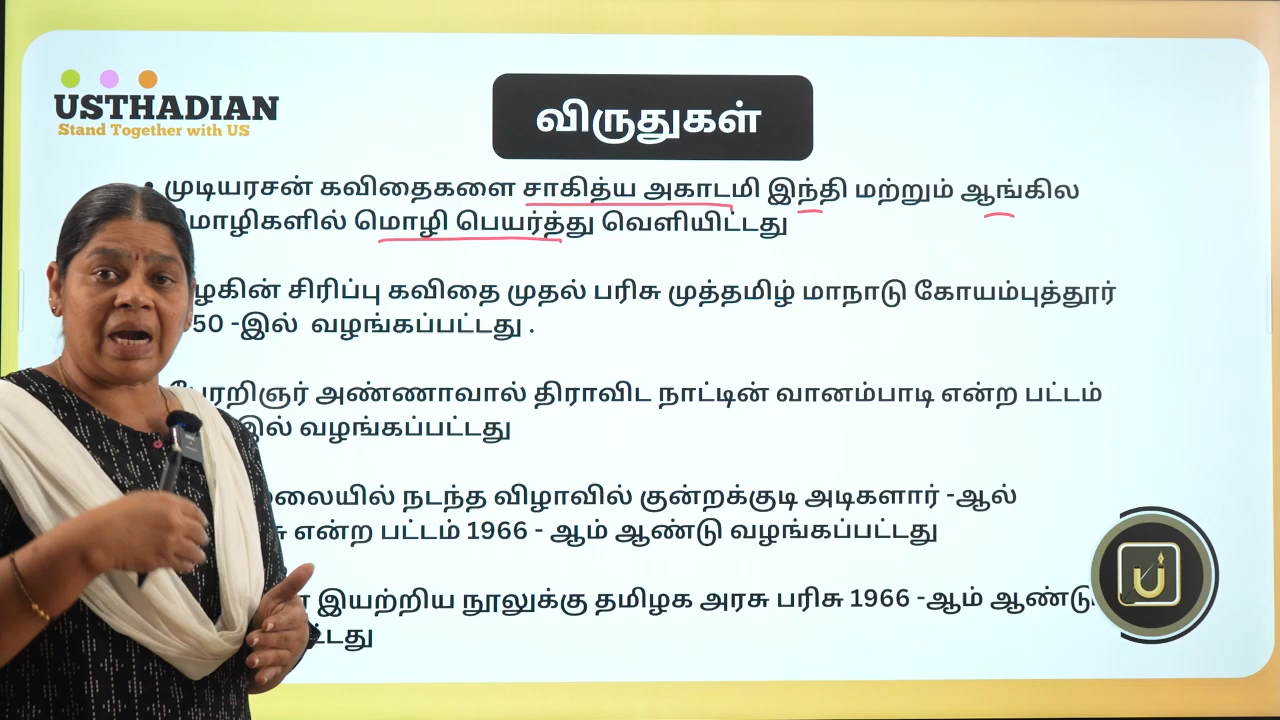 USTHADIAN
Stand Together with US
விருதுகள்
முடியரசன் கவிதைகளை சாகித்ய அகாடமி இந்தி மற்றும் ஆங்கில
மொழிகளில் மொழி பெயர்த்து வெளியிட்டது
சிரிப்பு கவிதை முதல் பரிசு முத்தமிழ் மாநாடு கோயம்புத்தூர்
-இல் வழங்கப்பட்டது .
பேரறிஞர் அண்ணாவால் திராவிட நாட்டின் வானம்பாடி என்ற பட்டம்
இல் வழங்கப்பட்டது
நடந்த விழாவில் குன்றக்குடி அடிகளார் -ஆல்
என்ற பட்டம் 1966 - ஆம் ஆண்டு வழங்கப்பட்டது
இயற்றிய நூலுக்கு தமிழக அரசு பரிசு 1966 -ஆம் ஆண்டு